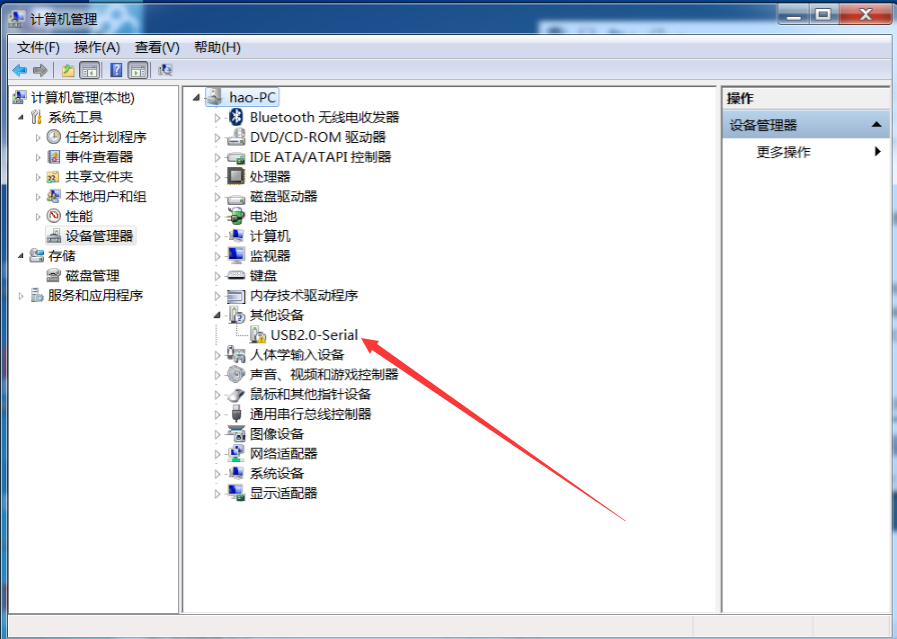 计算机管理
文件(F) 操作(A) 查看(V) 帮助(H)
计算机管理(本地)
系统工具
任务计划程序
事件查看器
共享文件夹
本地用户和组
性能
设备管理器
存储
磁盘管理
服务和应用程序
hao-PC
Bluetooth 无线电收发器
DVD/CD-ROM 驱动器
IDE ATA/ATAPI 控制器
处理器
磁盘驱动器
电池
计算机
监视器
键盘
内存技术驱动程序
其他设备
USB2.0-Serial
人体学输入设备
声音、视频和游戏控制器
鼠标和其他指针设备
通用串行总线控制器
图像设备
网络适配器
系统设备
显示适配器
操作
设备管理器
更多操作